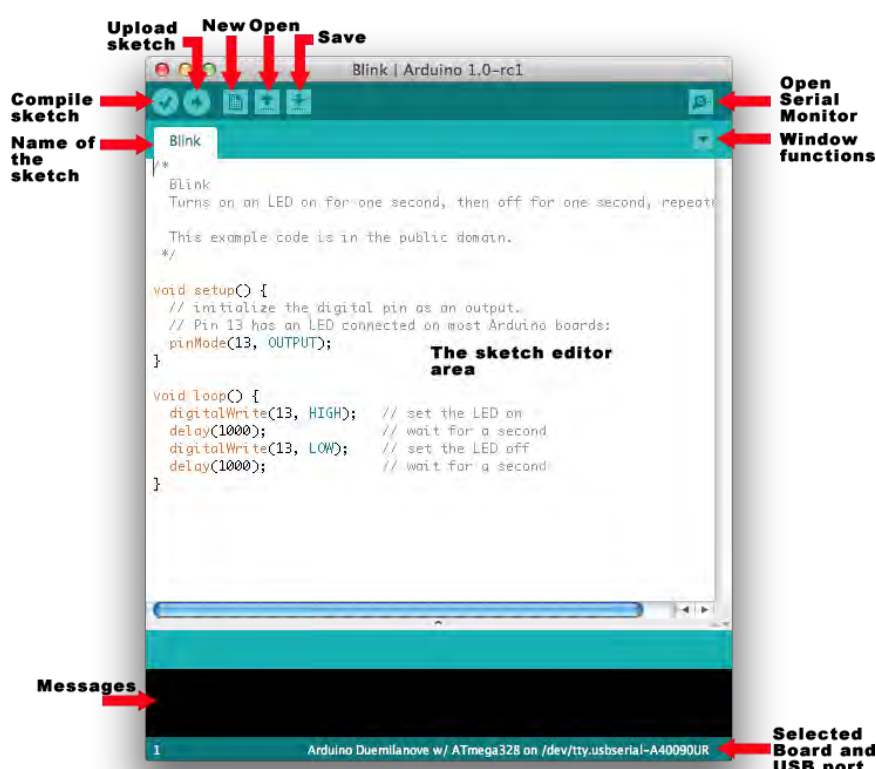 Upload
sketch
New Open
Save
Blink | Arduino 1.0-rc1
Compile
sketch
Open
Serial
Monitor
Name of
the
sketch
Blink
Window
functions
/*
Blink
Turns on an LED on for one second, then off for one second,
This example code is in the public domain.
*/
void setup() {
// initialize the digital pin as an output.
// Pin 13 has an LED connected on most Arduino boards:
pinMode(13, OUTPUT);
}
The sketch editor
area
void loop() {
digitalWrite(13, HIGH); // set the LED on
delay(1000); // wait for a second
digitalWrite(13, LOW); // set the LED off
delay(1000); // wait for a second
}
Messages
1
Arduino Duemilanove w/ ATmega328 on /dev/tty.usbserial-A40090UR
Selected
Board and
USB port